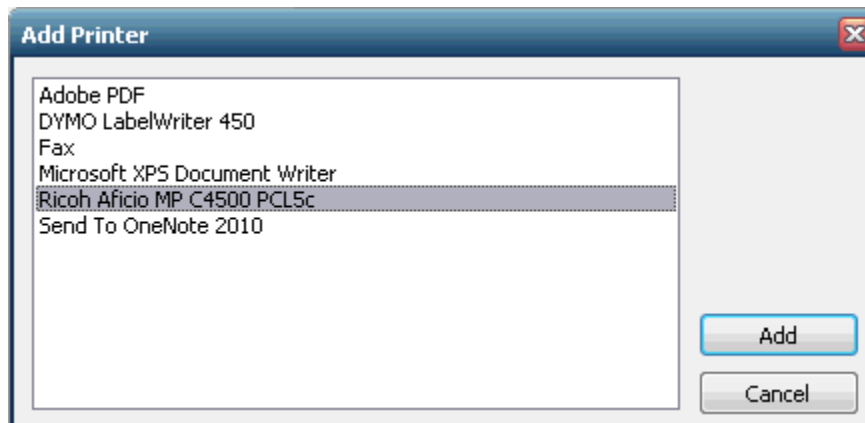 Add Printer
Adobe PDF
DYMO LabelWriter 450
Fax
Microsoft XPS Document Writer
Ricoh Aficio MP C4500 PCL5c
Send To OneNote 2010
Add
Cancel